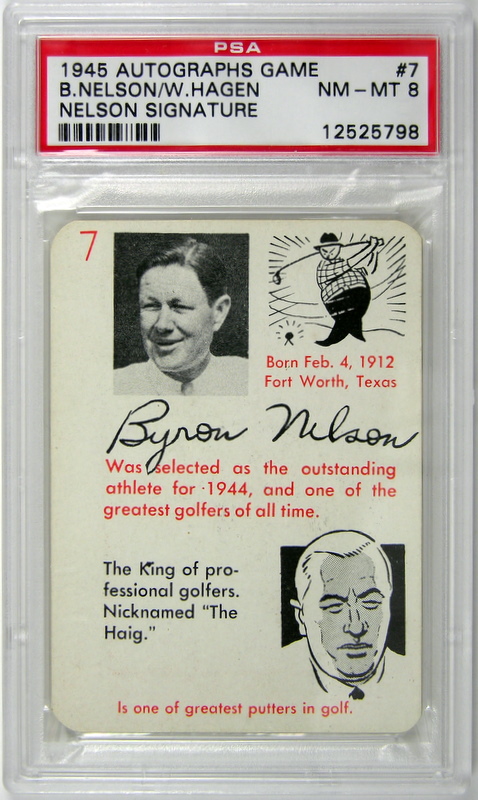 PSA
1945 AUTOGRAPHS GAME #7
B.NELSON/W.HAGEN NM-MT 8
NELSON SIGNATURE
12525798
7
Born Feb. 4, 1912
Fort Worth, Texas
Byron Nelson
Was selected as the outstanding
athlete for 1944, and one of the
greatest golfers of all time.
The King of pro-
fessional golfers.
Nicknamed "The
Haig."
Is one of greatest putters in golf.